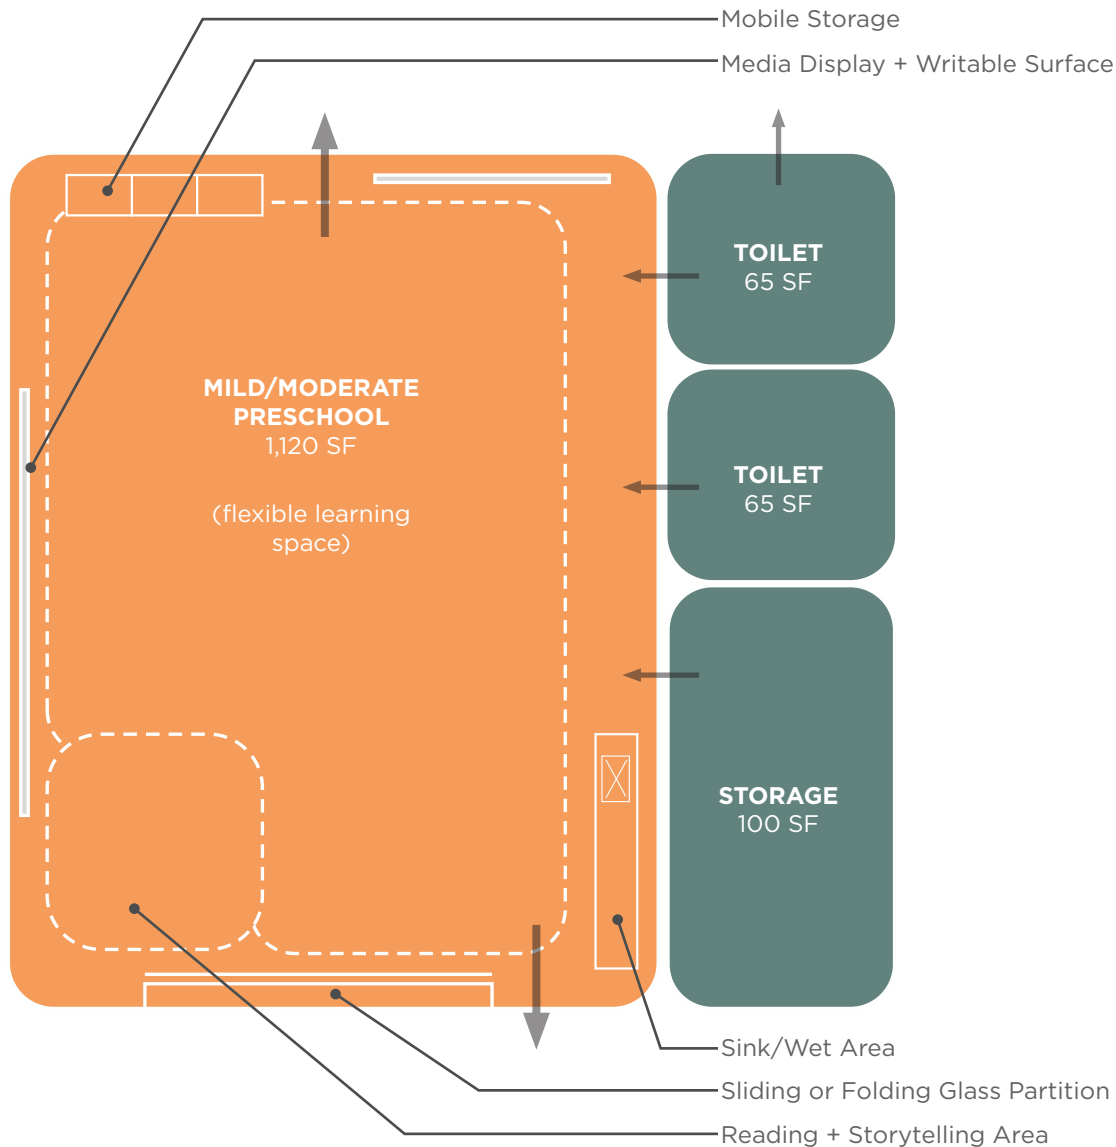 Mobile Storage
Media Display + Writable Surface
TOILET
65 SF
MILD/MODERATE
PRESCHOOL
1,120 SF
(flexible learning
space)
TOILET
65 SF
STORAGE
100 SF
Sink/Wet Area
Sliding or Folding Glass Partition
Reading + Storytelling Area